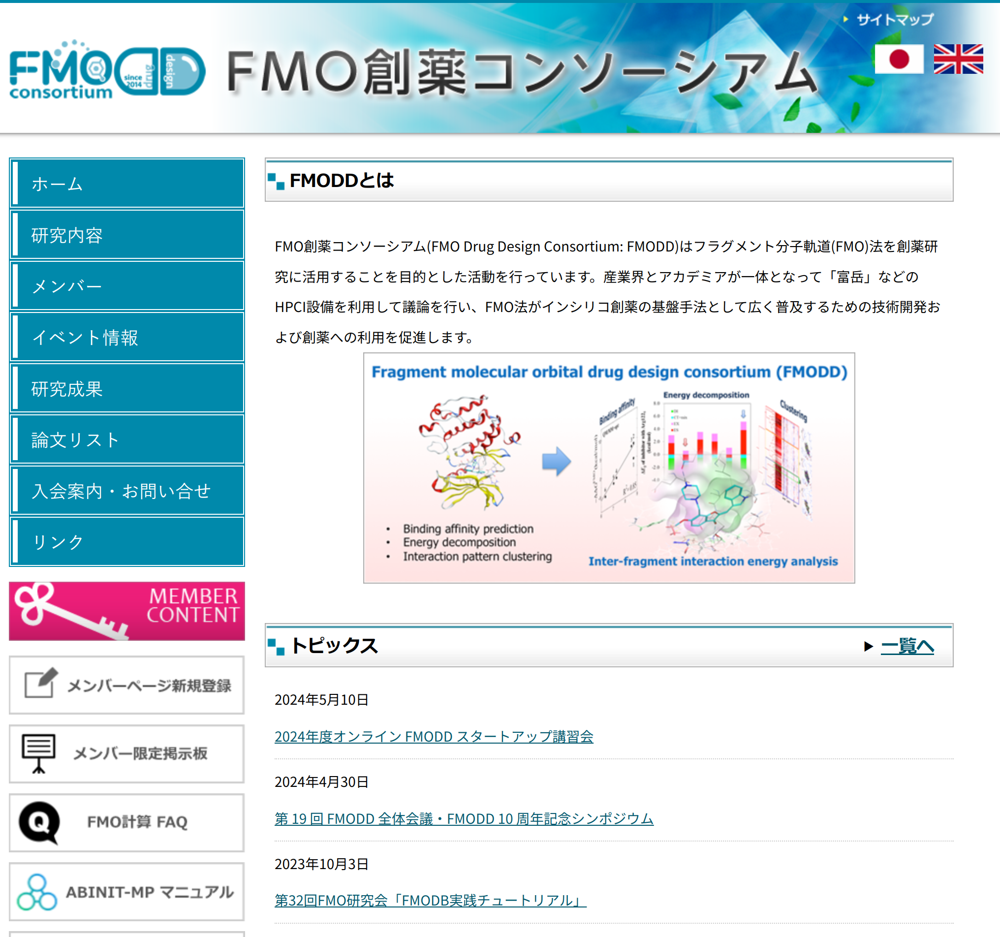 サイトマップ
FMO
consortium
since
2014
drug
design
FMO創薬コンソーシアム
ホーム
研究内容
メンバー
イベント情報
研究成果
論文リスト
入会案内・お問い合せ
リンク
MEMBER
CONTENT
メンバーページ新規登録
メンバー限定掲示板
Q
FMO計算 FAQ
ABINIT-MP マニュアル
FMODDとは
FMO創薬コンソーシアム(FMO Drug Design Consortium: FMODD)はフラグメント分子軌道(FMO)法を創薬研
究に活用することを目的とした活動を行っています。産業界とアカデミアが一体となって「富岳」などの
HPCI設備を利用して議論を行い、FMO法がインシリコ創薬の基盤手法として広く普及するための技術開発お
よび創薬への利用を促進します。
Fragment molecular orbital drug design consortium (FMODD)
Binding affinity
Energy decomposition
Clustering
8.0
6.0
4.0
2.0
0.0
-2.0
-4.0
• Binding affinity prediction
• Energy decomposition
• Interaction pattern clustering
Inter-fragment interaction energy analysis
トピックス
▶ 一覧へ
2024年5月10日
2024年度オンライン FMODD スタートアップ講習会
2024年4月30日
第 19 回 FMODD 全体会議・FMODD 10 周年記念シンポジウム
2023年10月3日
第32回FMO研究会「FMODB実践チュートリアル」